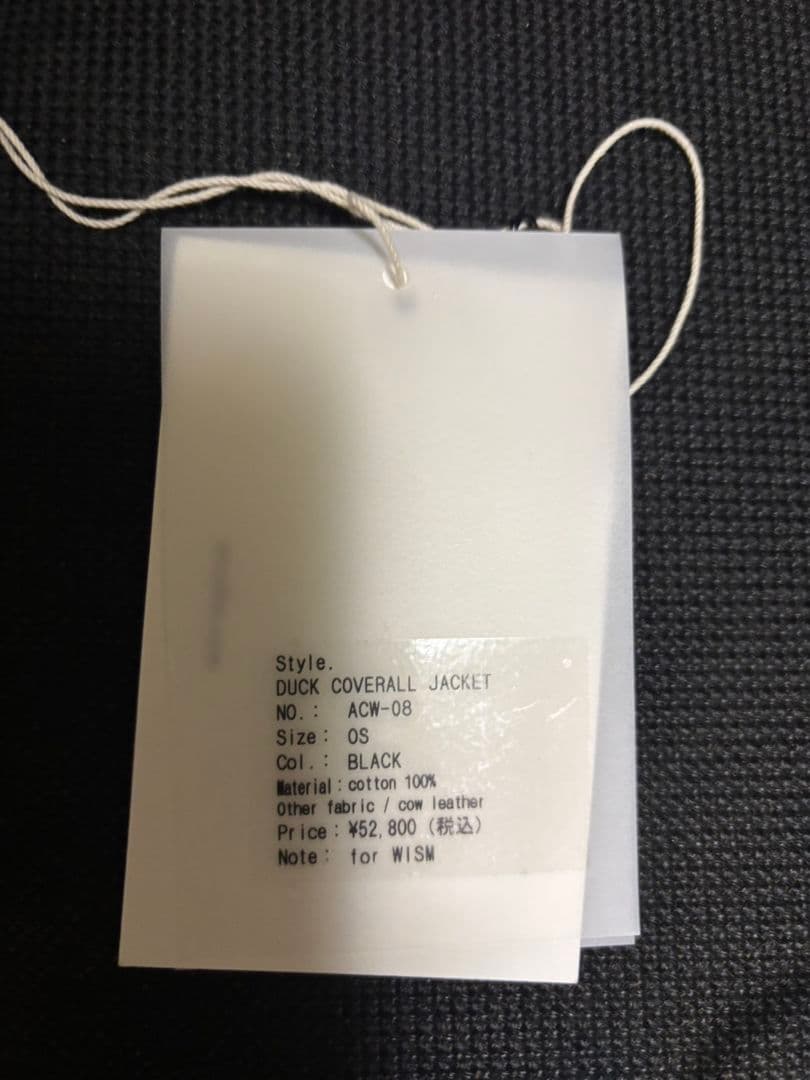 Style.
DUCK COVERALL JACKET
NO.: ACW-08
Size: OS
Col.: BLACK
Material:cotton 100%
Other fabric / cow leather
Price:¥52,800 (税込)
Note: for WISM